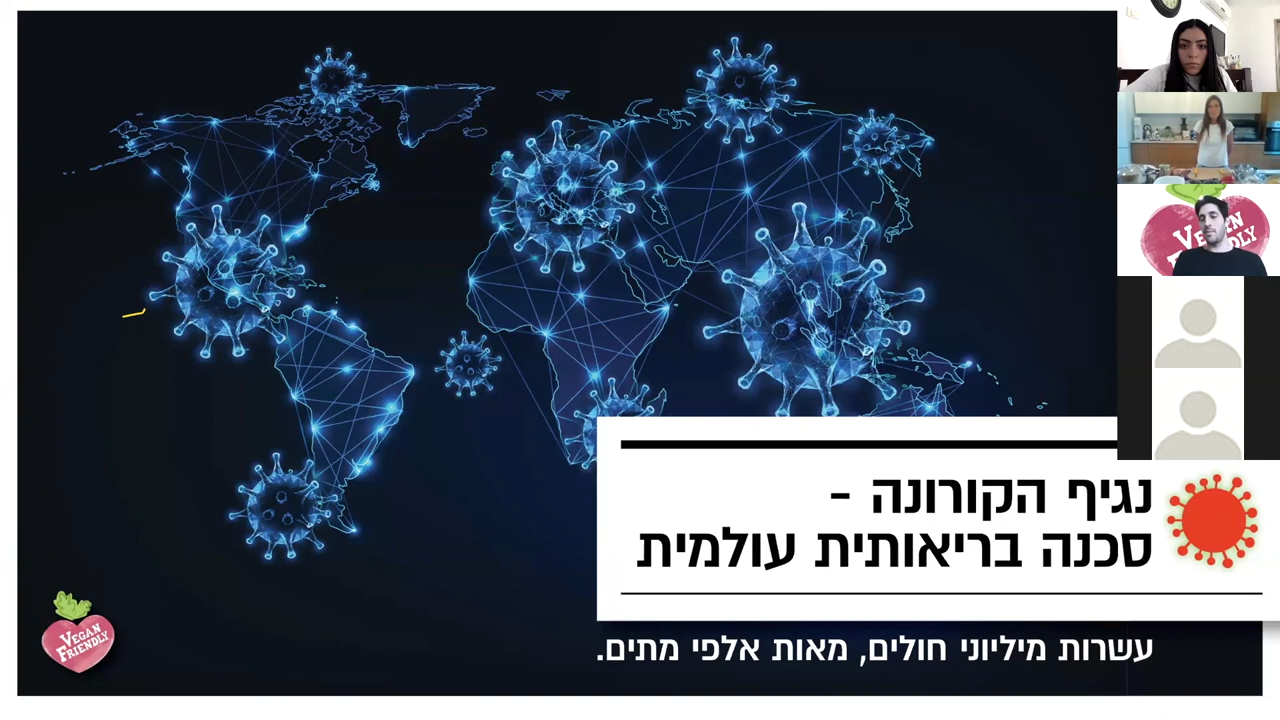 נגיף הקורונה -
סכנה בריאותית עולמית
עשרות מיליוני חולים, מאות אלפי מתים.
VEGAN
FRIENDLY